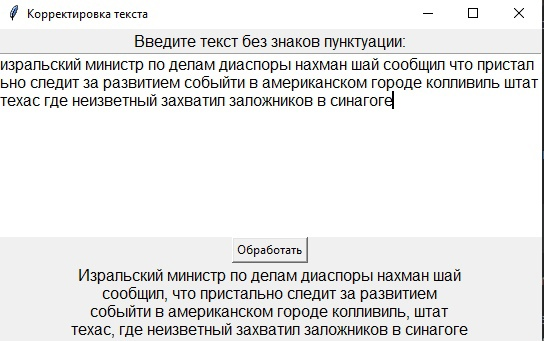 Корректировка текста
Введите текст без знаков пунктуации:
изральский министр по делам диаспоры нахман шай сообщил что пристал
ьно следит за развитием собыйти в американском городе колливиль штат
техас где неизветный захватил заложников в синагоге
Обработать
Изральский министр по делам диаспоры нахман шай
сообщил, что пристально следит за развитием
собыйти в американском городе колливиль, штат
техас, где неизветный захватил заложников в синагоге